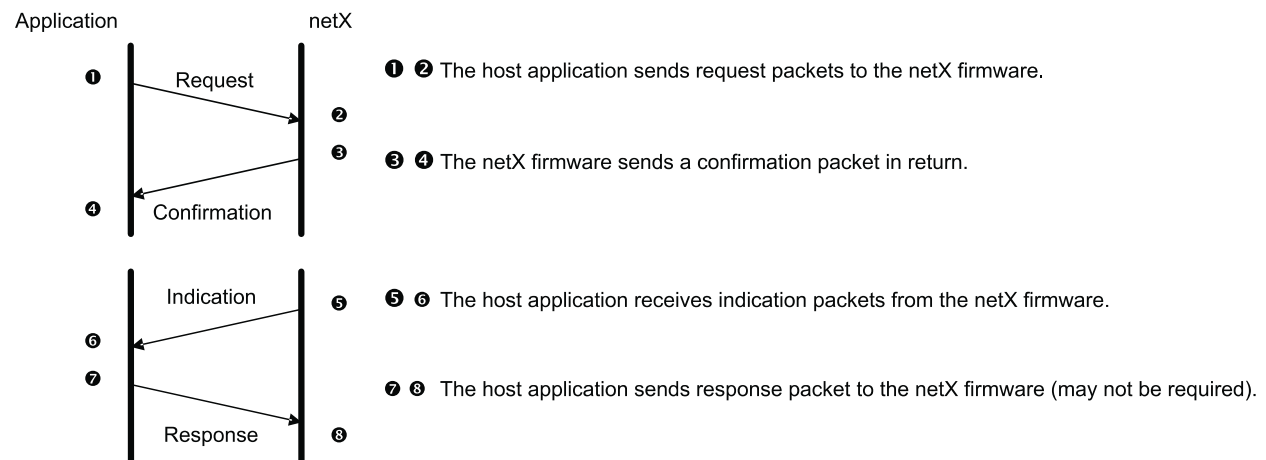 Application netX
❶ Request ❶ ❷ The host application sends request packets to the netX firmware.
❷
❸ ❸ ❹ The netX firmware sends a confirmation packet in return.
❹ Confirmation
Indication ❺ ❺ ❻ The host application receives indication packets from the netX firmware.
❻
❼ ❼ ❽ The host application sends response packet to the netX firmware (may not be required).
Response ❽